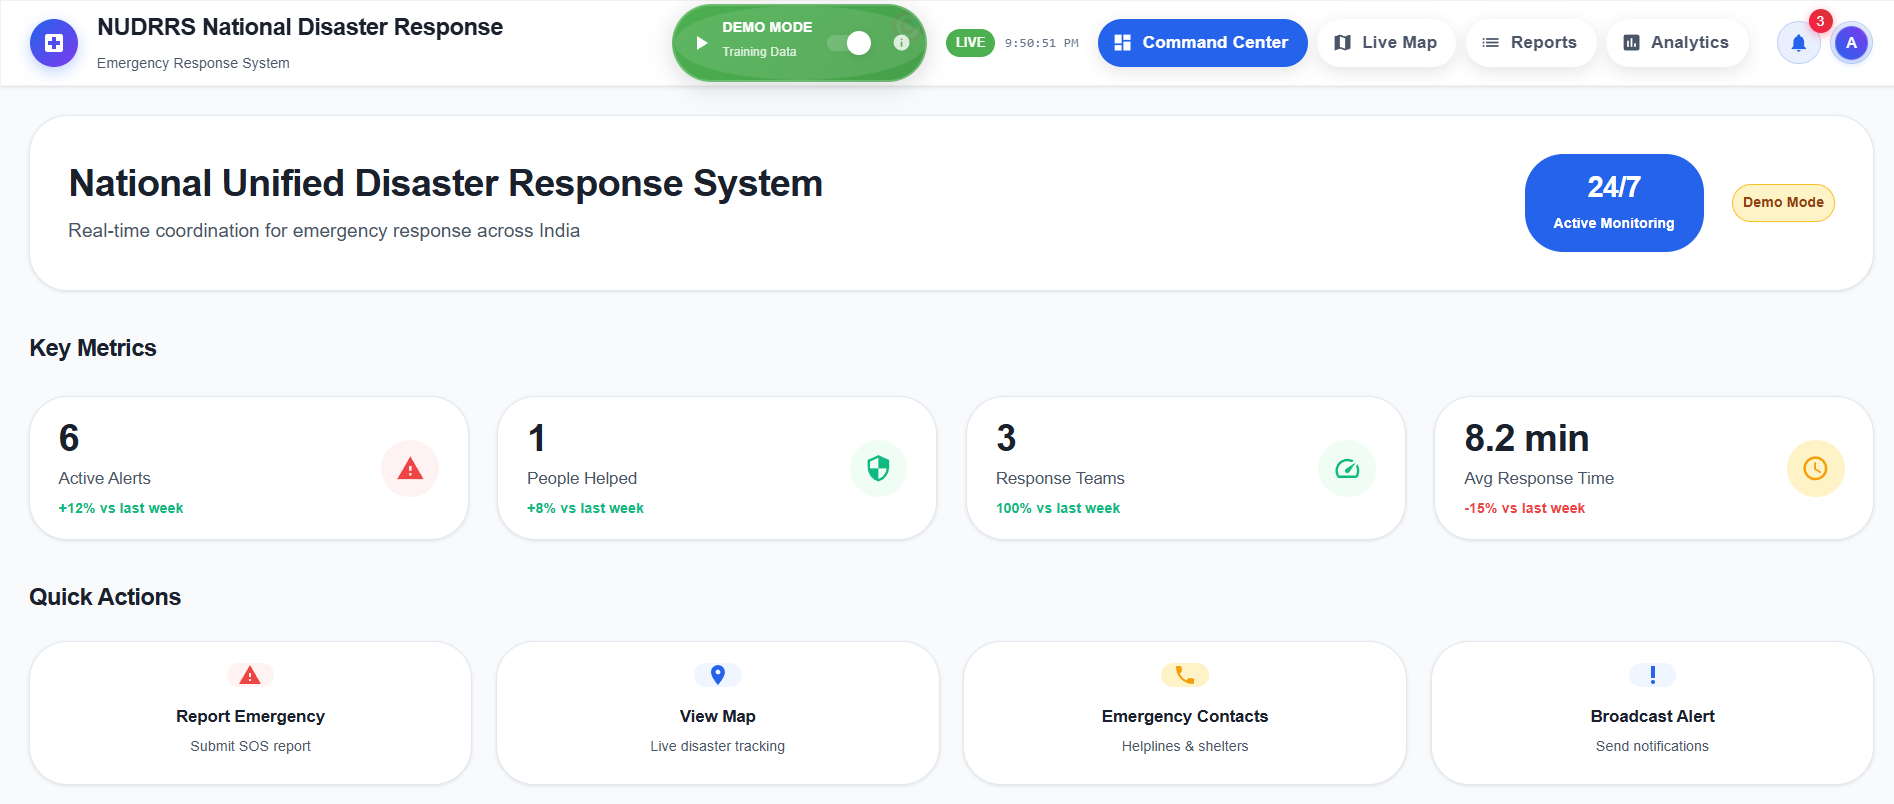 NUDRRS National Disaster Response
Emergency Response System
DEMO MODE
Training Data
LIVE
9:50:51 PM
Command Center
Live Map
Reports
Analytics
3
A
National Unified Disaster Response System
Real-time coordination for emergency response across India
24/7
Active Monitoring
Demo Mode
Key Metrics
6
Active Alerts
+12% vs last week
1
People Helped
+8% vs last week
3
Response Teams
100% vs last week
8.2 min
Avg Response Time
-15% vs last week
Quick Actions
Report Emergency
Submit SOS report
View Map
Live disaster tracking
Emergency Contacts
Helplines & shelters
Broadcast Alert
Send notifications